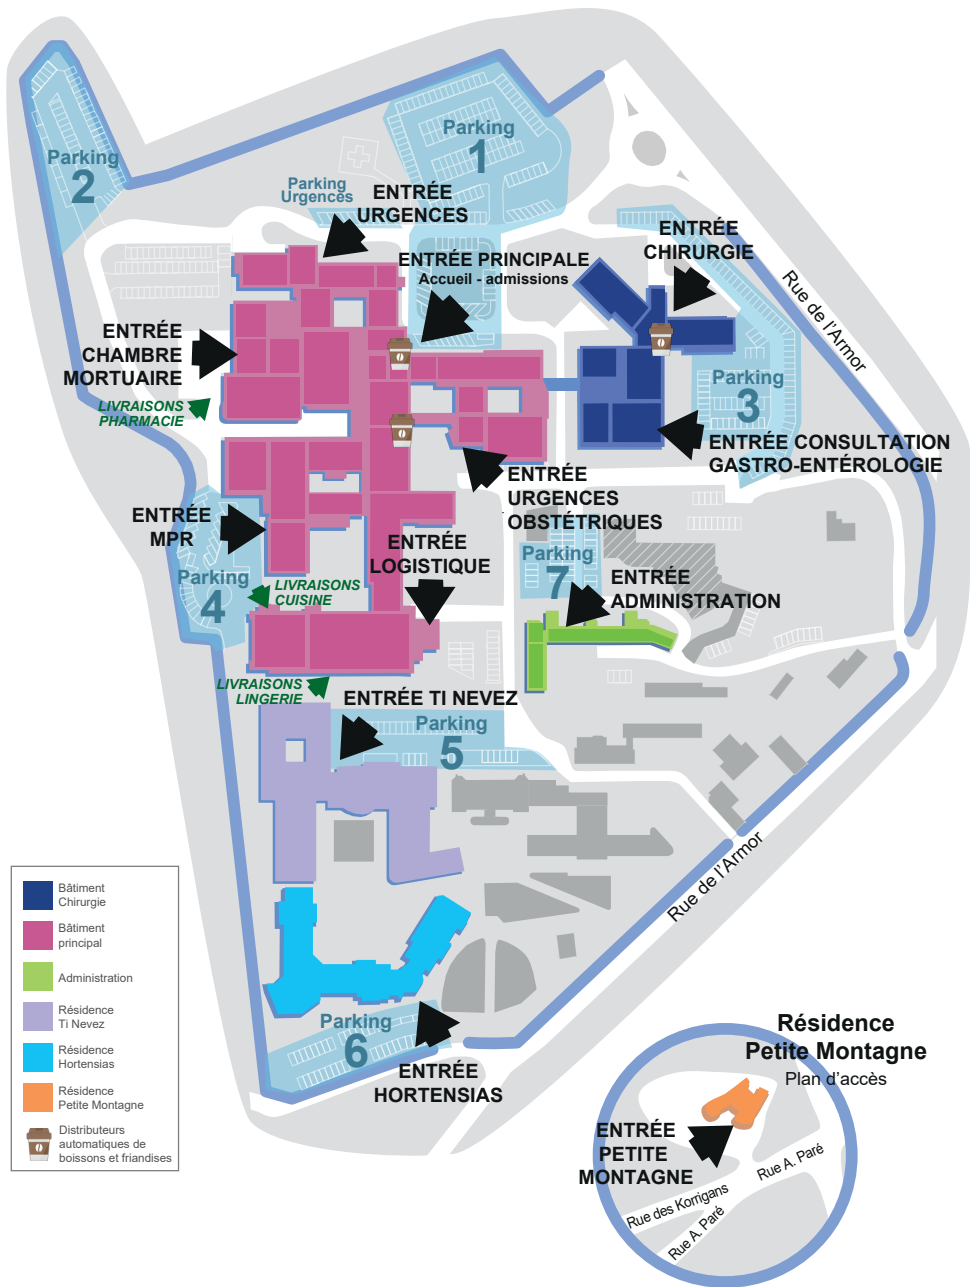 Parking
1
Parking
2
Parking
Urgences
ENTRÉE
URGENCES
ENTRÉE PRINCIPALE
Accueil - admissions
ENTRÉE
CHIRURGIE
Rue de l'Armor
ENTRÉE
CHAMBRE
MORTUAIRE
LIVRAISONS
PHARMACIE
Parking
3
ENTRÉE CONSULTATION
GASTRO-ENTÉROLOGIE
ENTRÉE
URGENCES
OBSTÉTRIQUES
ENTRÉE
MPR
ENTRÉE
LOGISTIQUE
Parking
7
Parking
4
LIVRAISONS
CUISINE
ENTRÉE
ADMINISTRATION
LIVRAISONS
LINGERIE
ENTRÉE TI NEVEZ
Parking
5
Rue de l'Armor
Bâtiment
Chirurgie
Bâtiment
principal
Administration
Résidence
Ti Nevez
Résidence
Hortensias
Résidence
Petite Montagne
Distributeurs
automatiques de
boissons et friandises
Parking
6
ENTRÉE
HORTENSIAS
Résidence
Petite Montagne
Plan d'accès
ENTRÉE
PETITE
MONTAGNE
Rue A. Paré
Rue des Korrigans
Rue A. Paré